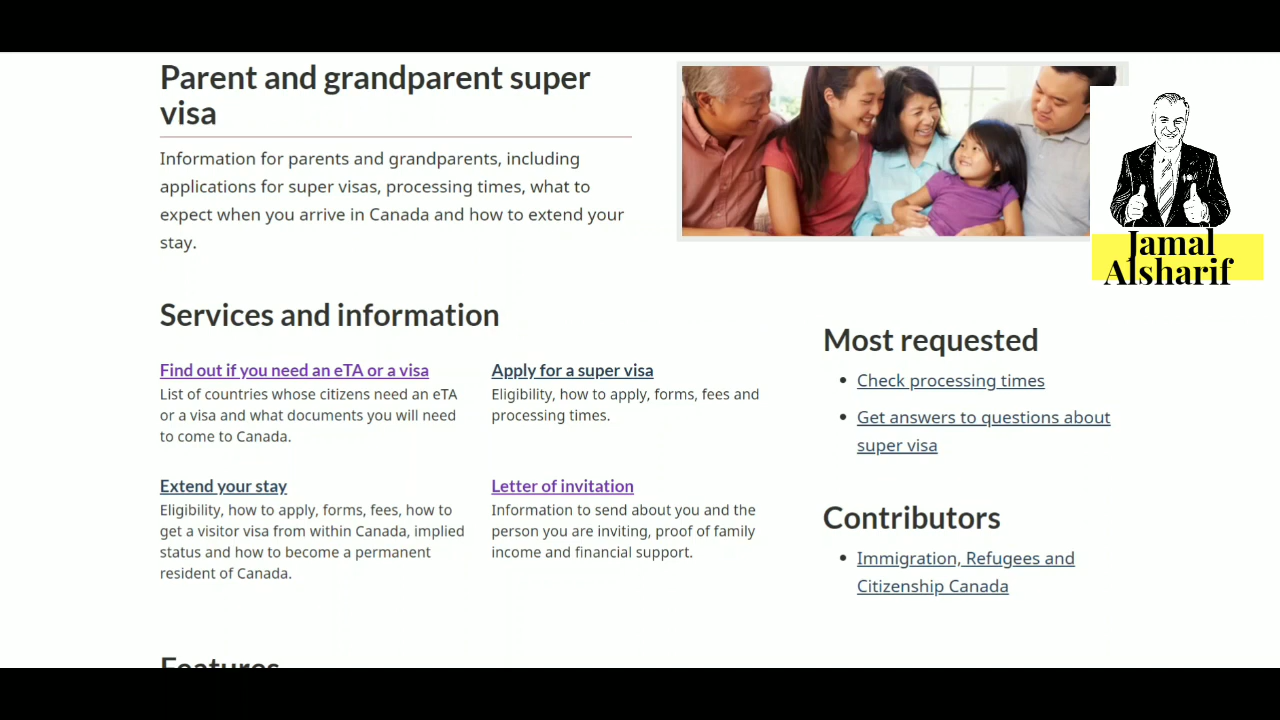 Parent and grandparent super
visa
Information for parents and grandparents, including
applications for super visas, processing times, what to
expect when you arrive in Canada and how to extend your
stay.
Jamal
Alsharif
Services and information
Find out if you need an eTA or a visa
List of countries whose citizens need an eTA
or a visa and what documents you will need
to come to Canada.
Apply for a super visa
Eligibility, how to apply, forms, fees and
processing times.
Extend your stay
Eligibility, how to apply, forms, fees, how to
get a visitor visa from within Canada, implied
status and how to become a permanent
resident of Canada.
Letter of invitation
Information to send about you and the
person you are inviting, proof of family
income and financial support.
Most requested
Check processing times
Get answers to questions about
super visa
Contributors
Immigration, Refugees and
Citizenship Canada
Features